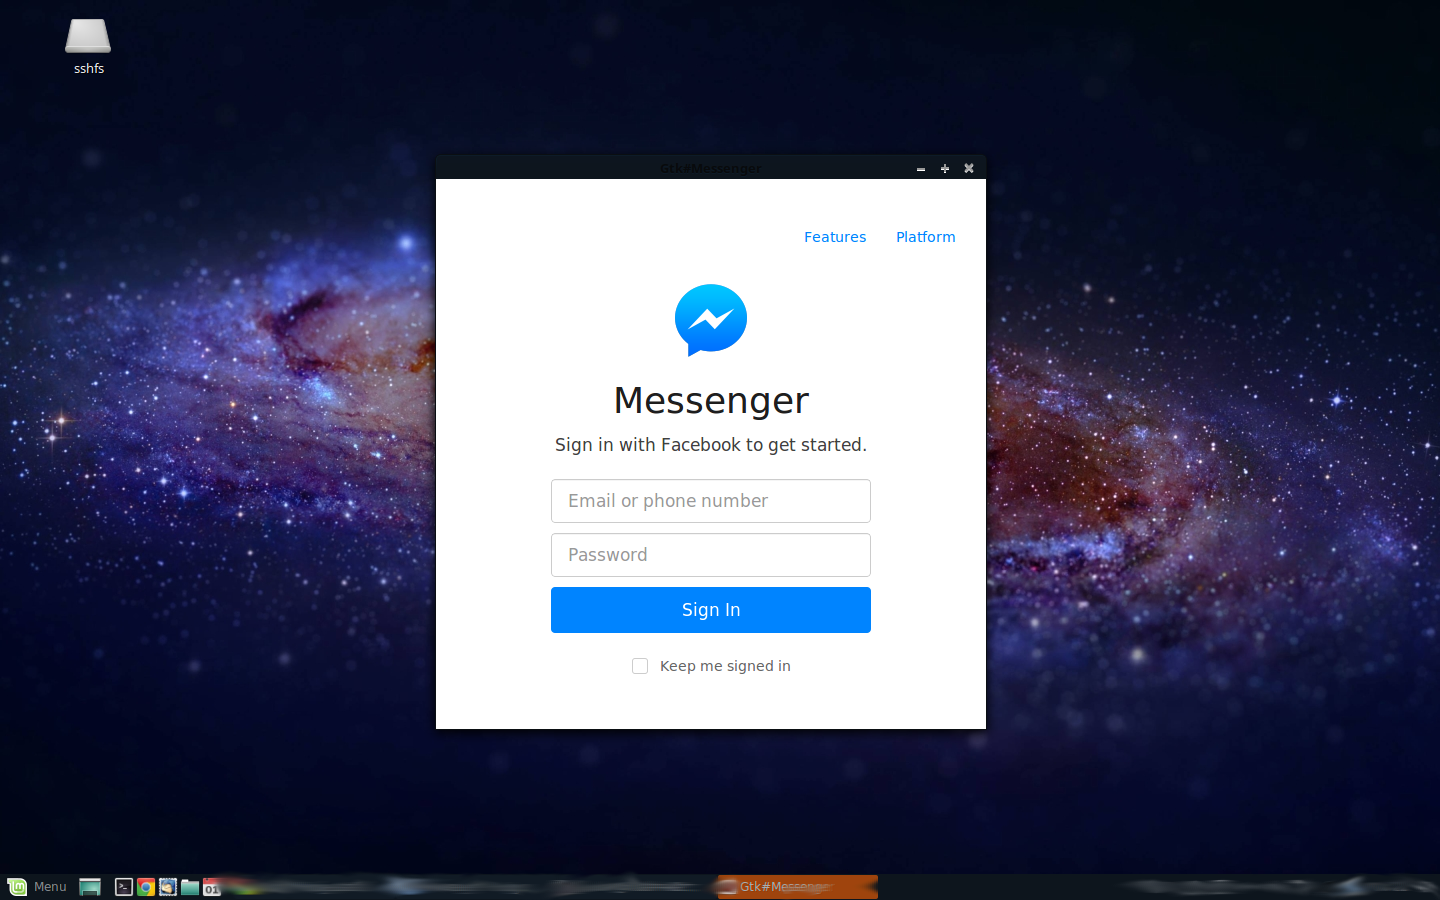 sshfs
Gtk#Messenger
Features Platform
Messenger
Sign in with Facebook to get started.
Email or phone number
Password
Sign In
Keep me signed in
Menu 01 Gtk#Messenger